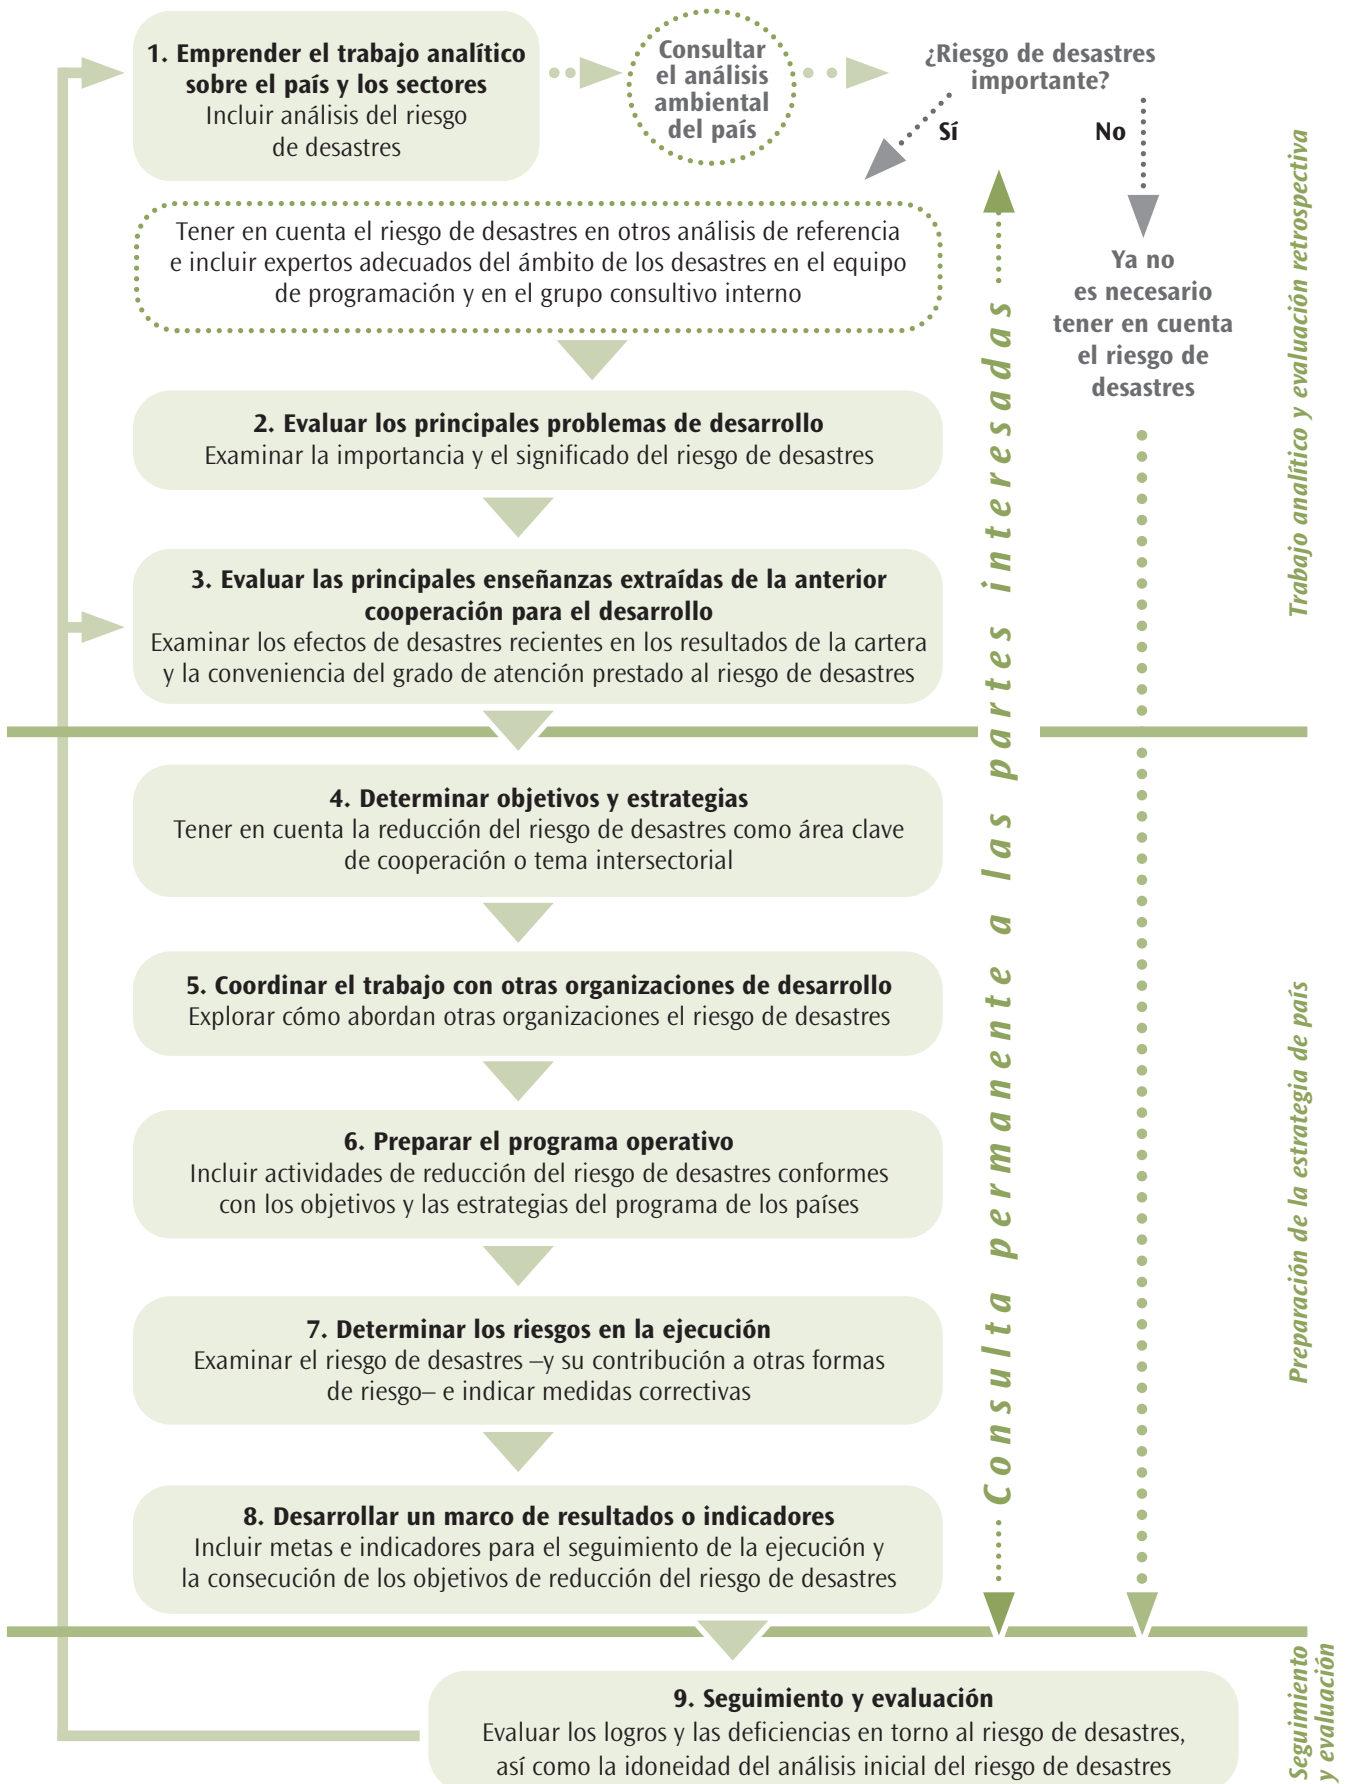 1. Emprender el trabajo analítico
sobre el país y los sectores
Incluir análisis del riesgo
de desastres
Consultar
el análisis
ambiental
del país
¿Riesgo de desastres
importante?
Sí
No
Tener en cuenta el riesgo de desastres en otros análisis de referencia
e incluir expertos adecuados del ámbito de los desastres en el equipo
de programación y en el grupo consultivo interno
Ya no
es necesario
tener en cuenta
el riesgo de
desastres
2. Evaluar los principales problemas de desarrollo
Examinar la importancia y el significado del riesgo de desastres
3. Evaluar las principales enseñanzas extraídas de la anterior
cooperación para el desarrollo
Examinar los efectos de desastres recientes en los resultados de la cartera
y la conveniencia del grado de atención prestado al riesgo de desastres
Trabajo analítico y evaluación retrospectiva
Consulta permanente a las partes interesadas
4. Determinar objetivos y estrategias
Tener en cuenta la reducción del riesgo de desastres como área clave
de cooperación o tema intersectorial
5. Coordinar el trabajo con otras organizaciones de desarrollo
Explorar cómo abordan otras organizaciones el riesgo de desastres
6. Preparar el programa operativo
Incluir actividades de reducción del riesgo de desastres conformes
con los objetivos y las estrategias del programa de los países
7. Determinar los riesgos en la ejecución
Examinar el riesgo de desastres –y su contribución a otras formas
de riesgo– e indicar medidas correctivas
8. Desarrollar un marco de resultados o indicadores
Incluir metas e indicadores para el seguimiento de la ejecución y
la consecución de los objetivos de reducción del riesgo de desastres
Preparación de la estrategia de país
9. Seguimiento y evaluación
Evaluar los logros y las deficiencias en torno al riesgo de desastres,
así como la idoneidad del análisis inicial del riesgo de desastres
Seguimiento
y evaluación